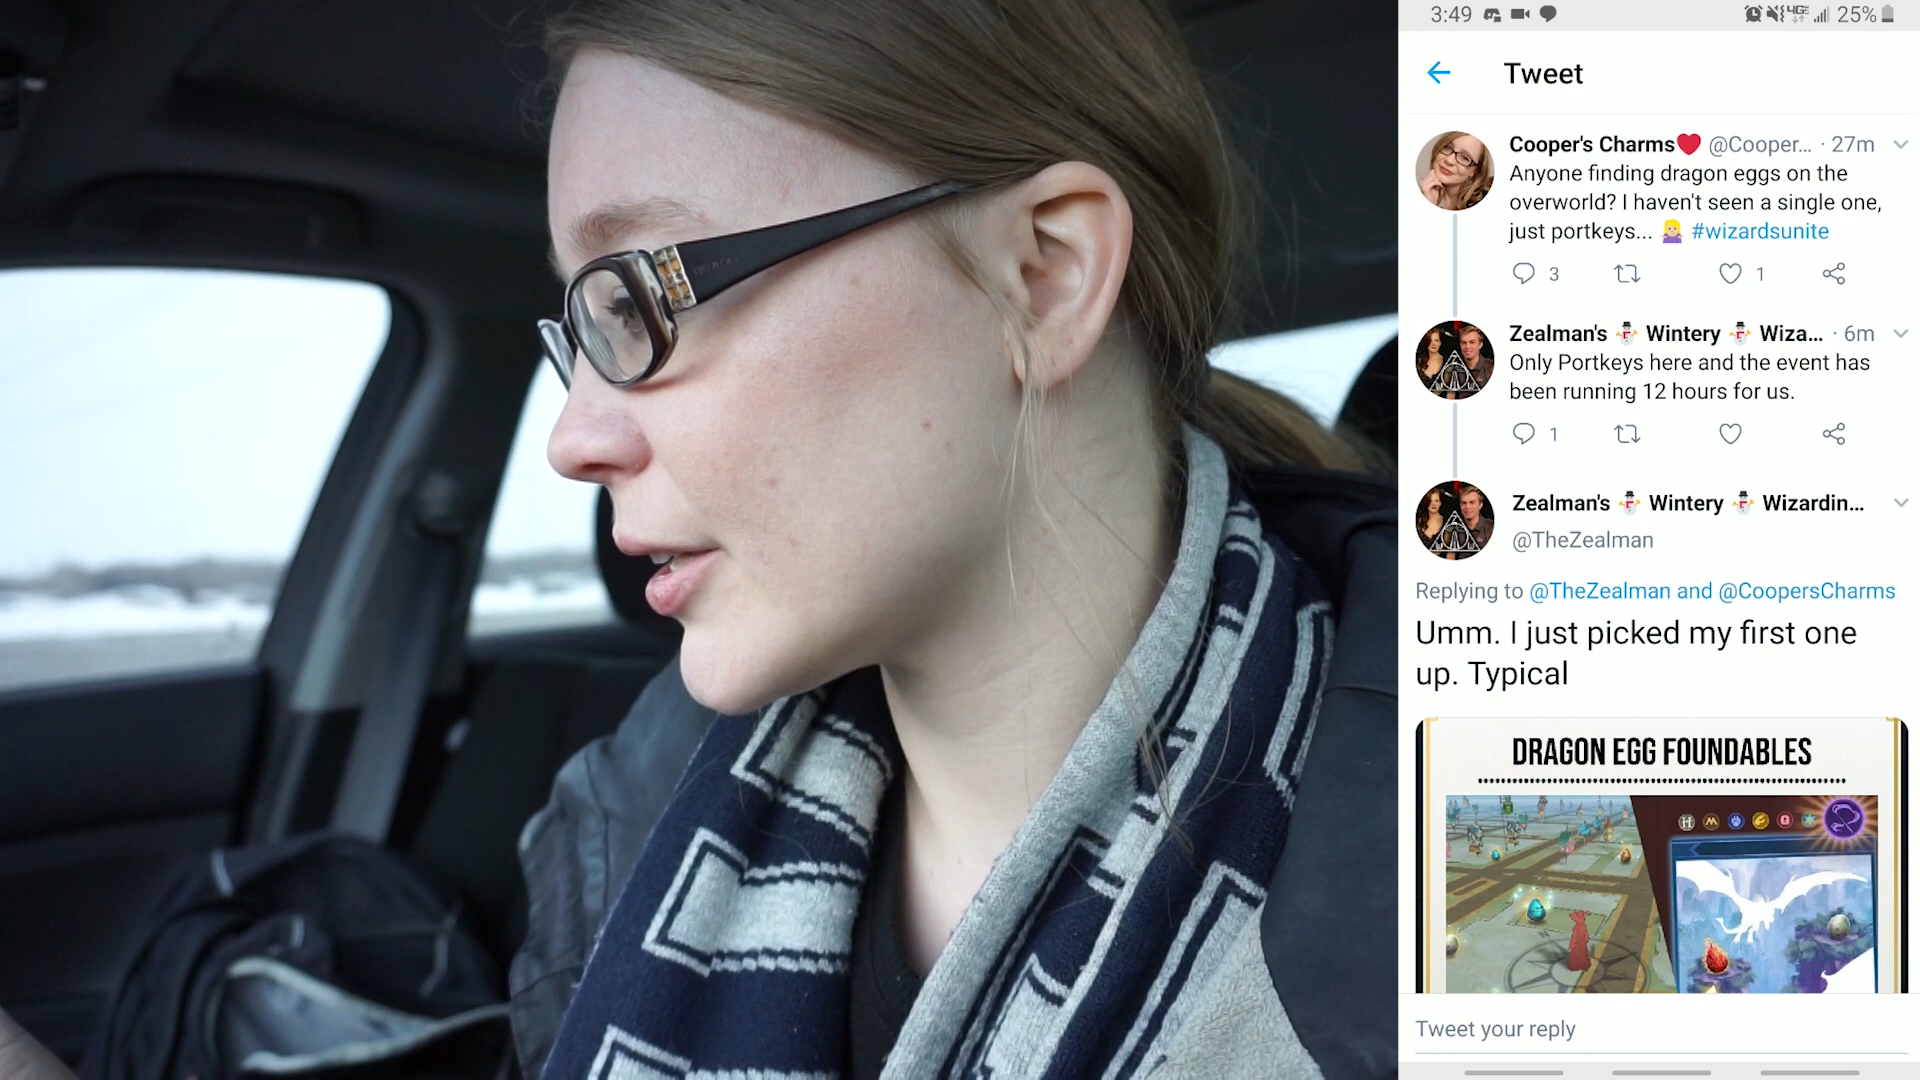 3:49
4GE
25%
Tweet
Cooper's Charms❤️ @Cooper... · 27m
Anyone finding dragon eggs on the
overworld? I haven't seen a single one,
just portkeys... 🤷🏼‍♀️ #wizardsunite
3
1
Zealman's ⛄ Wintery ⛄ Wiza... · 6m
Only Portkeys here and the event has
been running 12 hours for us.
1
Zealman's ⛄ Wintery ⛄ Wizardin...
@TheZealman
Replying to @TheZealman and @CoopersCharms
Umm. I just picked my first one
up. Typical
DRAGON EGG FOUNDABLES
Tweet your reply